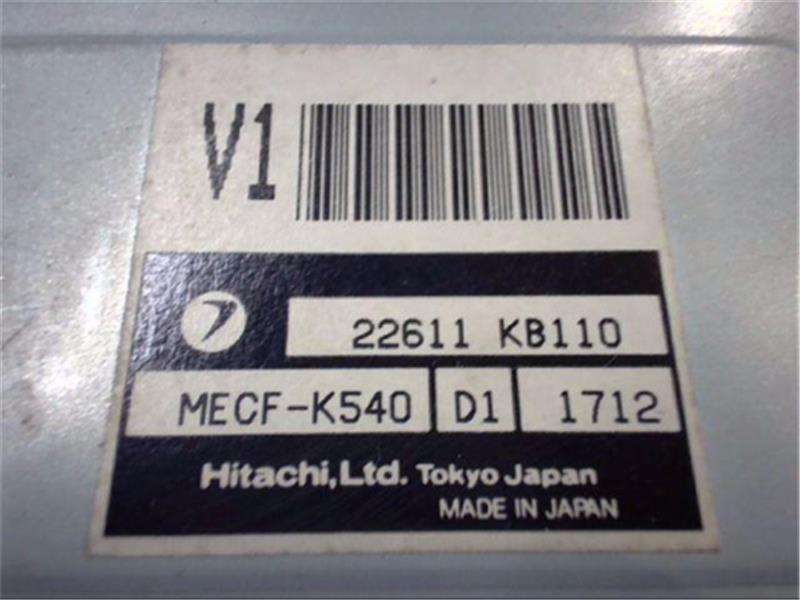 V1
22611 KB110
MECF-K540 D1 1712
Hitachi,Ltd. Tokyo Japan
MADE IN JAPAN